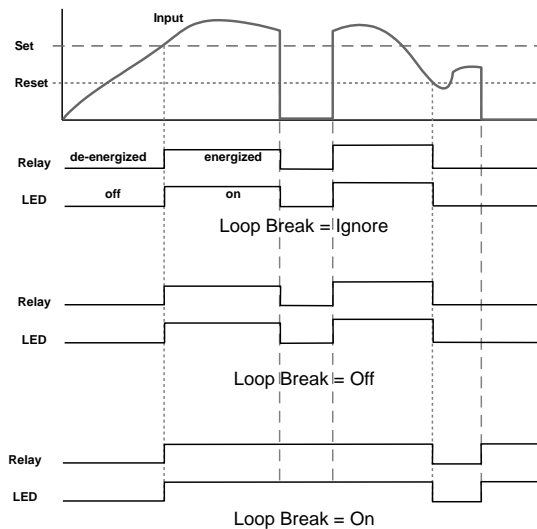 Input
Set
Reset
Relay
de-energized
energized
LED
off
on
Loop Break = Ignore
Relay
LED
Loop Break = Off
Relay
LED
Loop Break = On